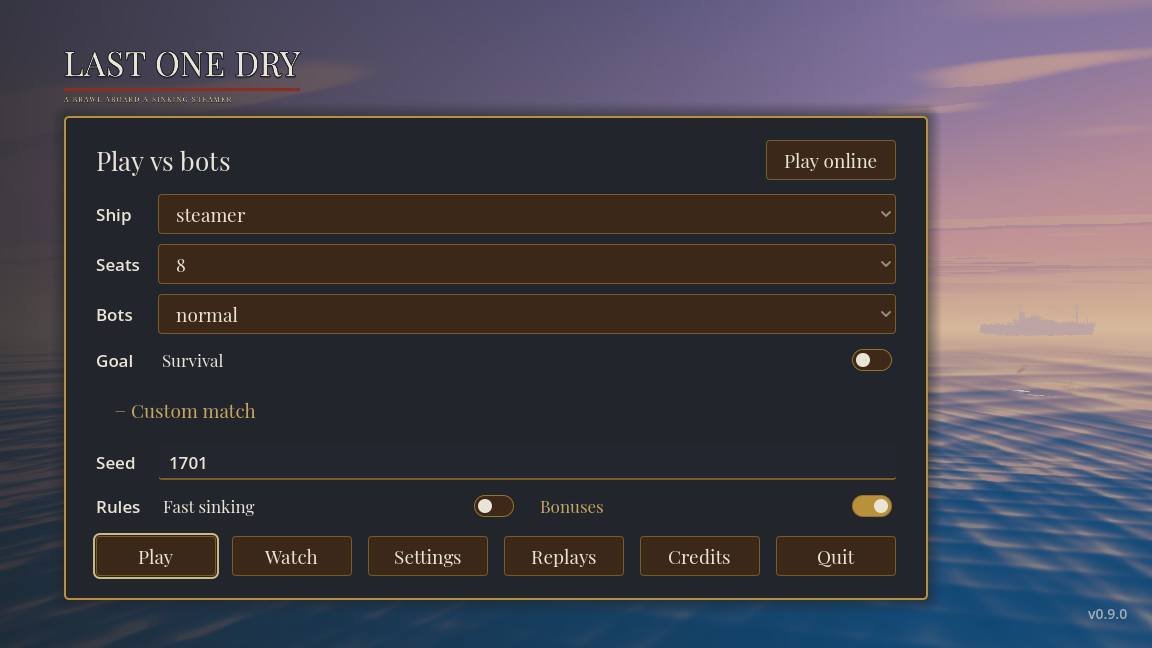 LAST ONE DRY
A BRAWL ABOARD A SINKING STEAMER
Play vs bots
Play online
Ship steamer
Seats 8
Bots normal
Goal Survival
– Custom match
Seed 1701
Rules Fast sinking Bonuses
Play Watch Settings Replays Credits Quit
v0.9.0